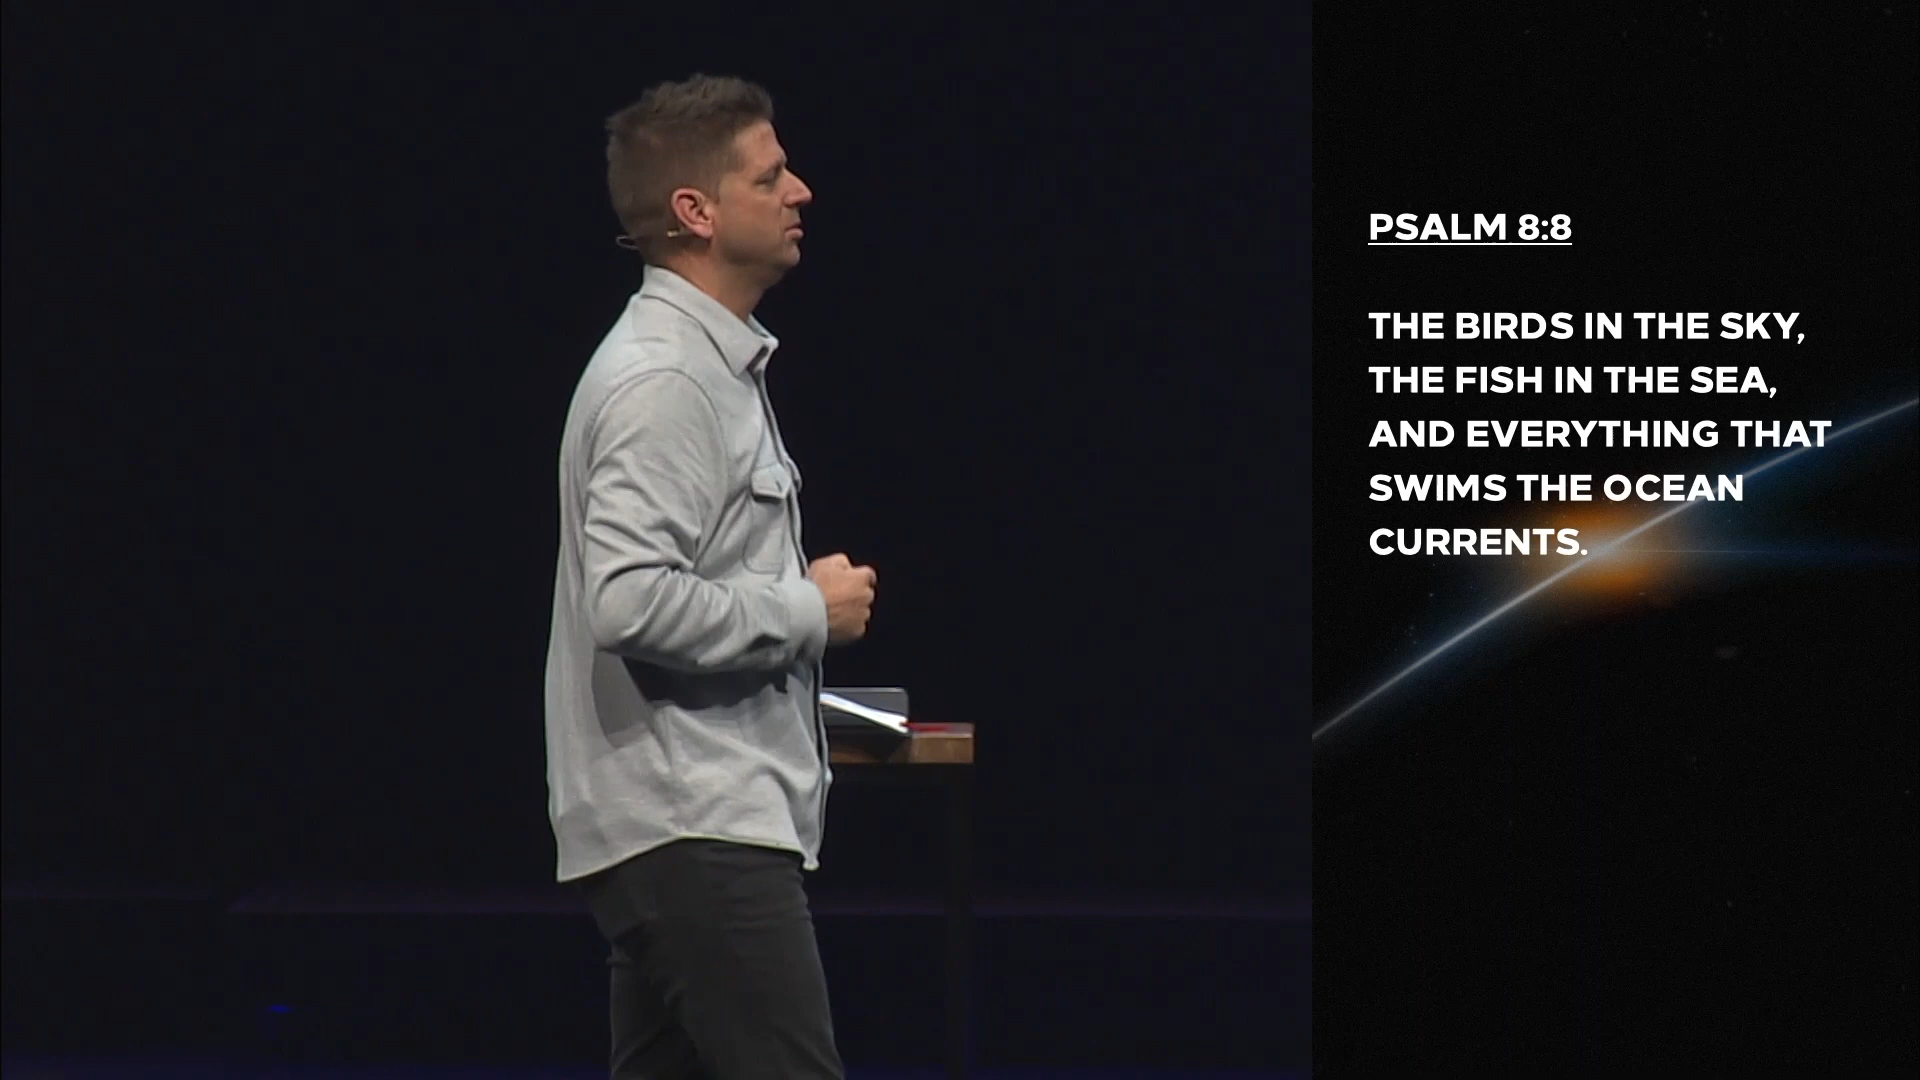 PSALM 8:8
THE BIRDS IN THE SKY,
THE FISH IN THE SEA,
AND EVERYTHING THAT
SWIMS THE OCEAN
CURRENTS.